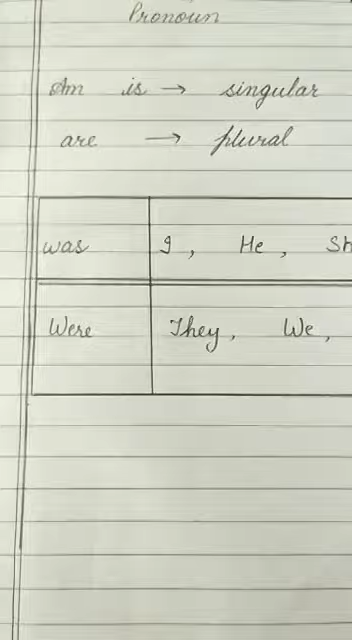 Pronoun
Am is → singular
are → plural
was I, He, Sh
Were They, We,